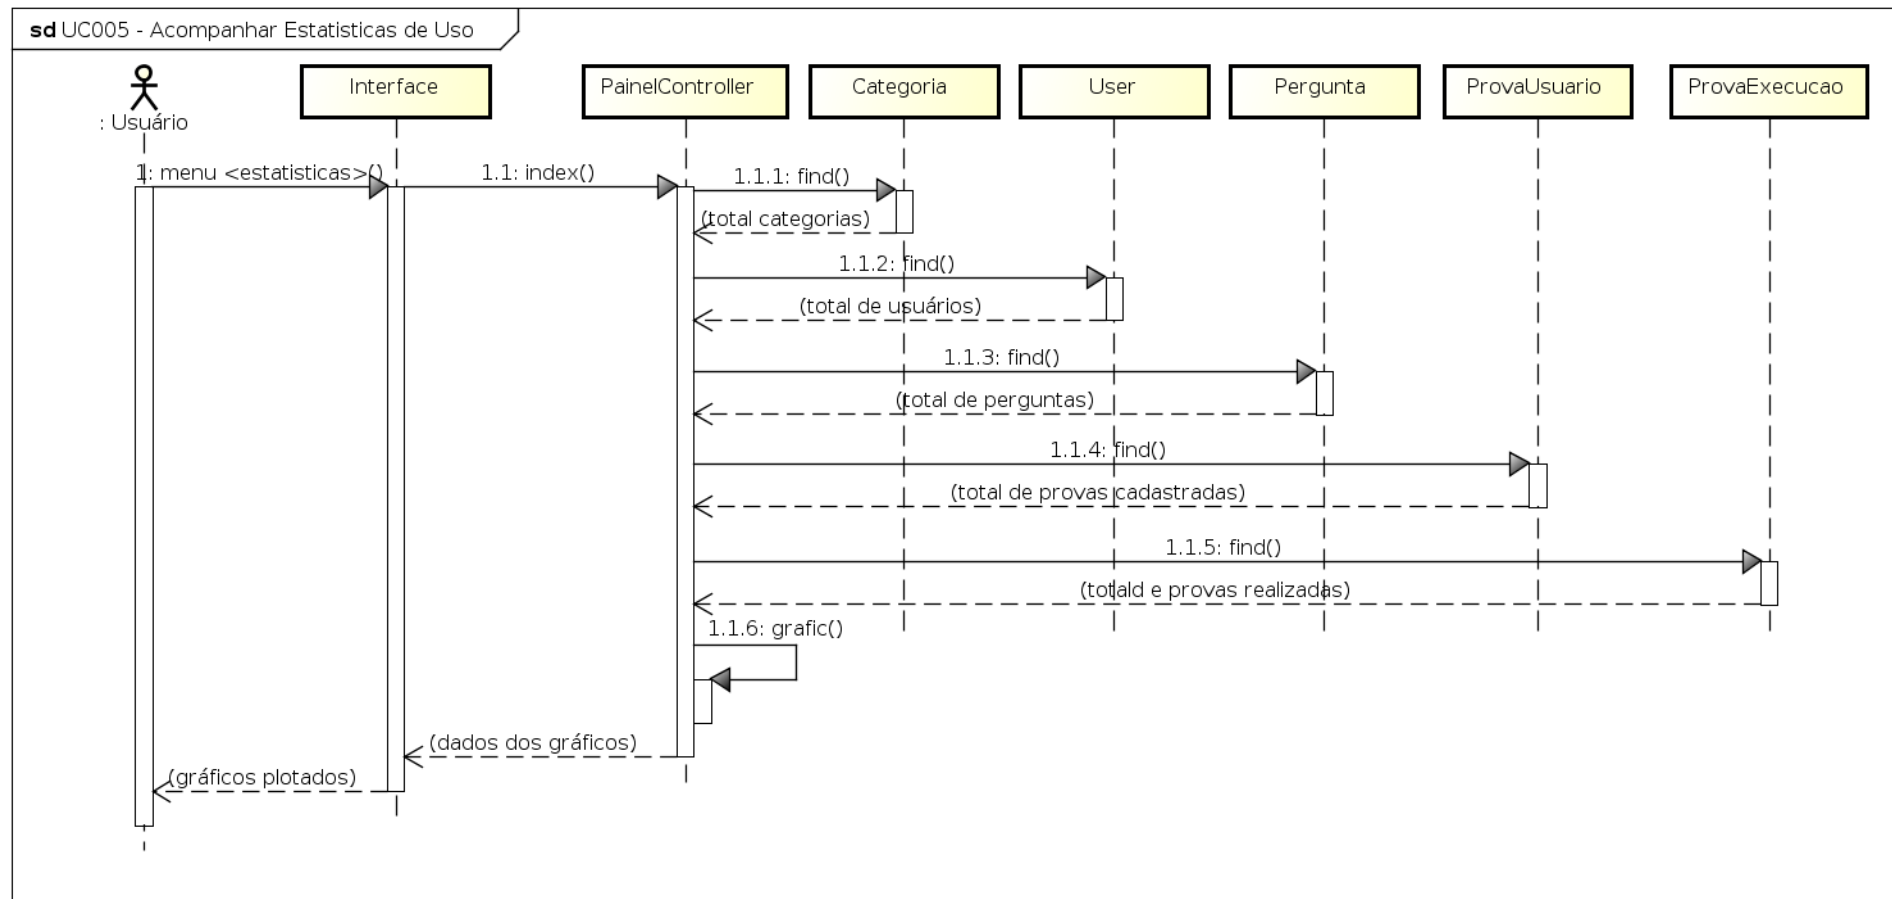 sd UC005 - Acompanhar Estatisticas de Uso
: Usuário
Interface
PainelController
Categoria
User
Pergunta
ProvaUsuario
ProvaExecucao
1: menu <estatisticas>()
1.1: index()
1.1.1: find()
(total categorias)
1.1.2: find()
(total de usuários)
1.1.3: find()
(total de perguntas)
1.1.4: find()
(total de provas cadastradas)
1.1.5: find()
(totald e provas realizadas)
1.1.6: grafic()
(dados dos gráficos)
(gráficos plotados)